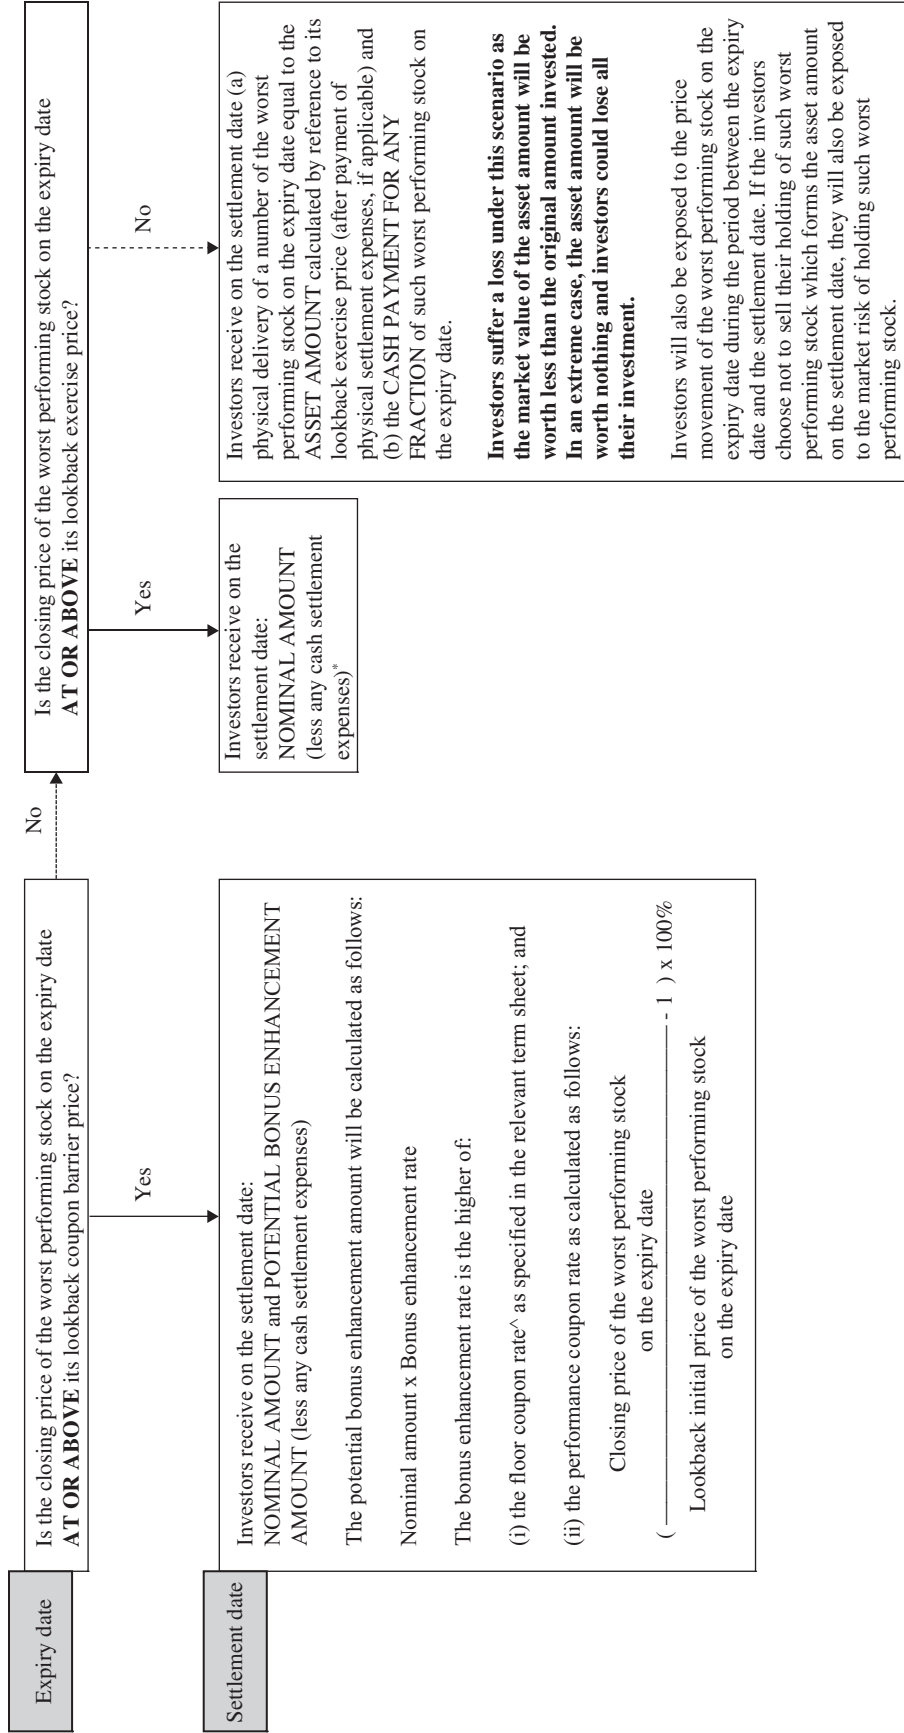 Expiry date
Is the closing price of the worst performing stock on the expiry date
AT OR ABOVE its lookback coupon barrier price?
No
Is the closing price of the worst performing stock on the expiry date
AT OR ABOVE its lookback exercise price?
Yes
Yes
No
Settlement date
Investors receive on the settlement date:
NOMINAL AMOUNT and POTENTIAL BONUS ENHANCEMENT
AMOUNT (less any cash settlement expenses)
The potential bonus enhancement amount will be calculated as follows:
Nominal amount x Bonus enhancement rate
The bonus enhancement rate is the higher of:
(i) the floor coupon rate^ as specified in the relevant term sheet; and
(ii) the performance coupon rate as calculated as follows:
Closing price of the worst performing stock
on the expiry date
( - 1 ) x 100%
Lookback initial price of the worst performing stock
on the expiry date
Investors receive on the
settlement date:
NOMINAL AMOUNT
(less any cash settlement
expenses)*
Investors receive on the settlement date (a)
physical delivery of a number of the worst
performing stock on the expiry date equal to the
ASSET AMOUNT calculated by reference to its
lookback exercise price (after payment of
physical settlement expenses, if applicable) and
(b) the CASH PAYMENT FOR ANY
FRACTION of such worst performing stock on
the expiry date.
Investors suffer a loss under this scenario as
the market value of the asset amount will be
worth less than the original amount invested.
In an extreme case, the asset amount will be
worth nothing and investors could lose all
their investment.
Investors will also be exposed to the price
movement of the worst performing stock on the
expiry date during the period between the expiry
date and the settlement date. If the investors
choose not to sell their holding of such worst
performing stock which forms the asset amount
on the settlement date, they will also be exposed
to the market risk of holding such worst
performing stock.